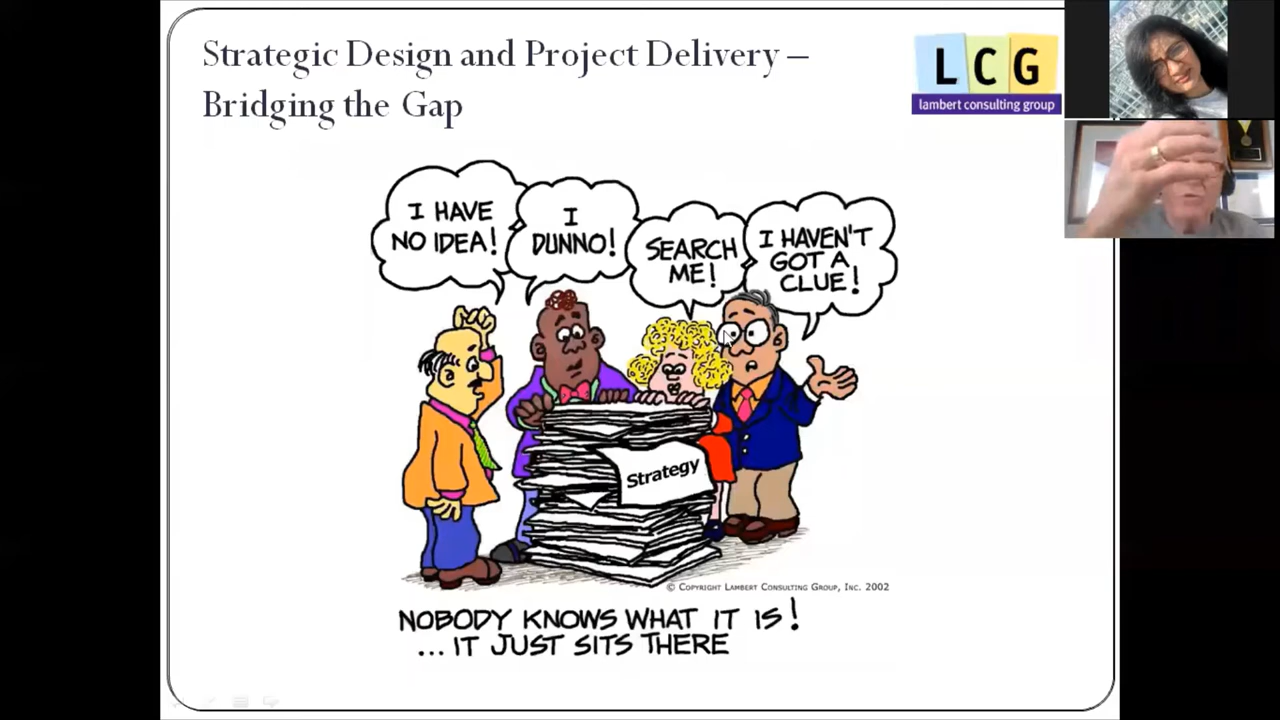 Strategic Design and Project Delivery –
Bridging the Gap
L C G
lambert consulting group
I HAVE
NO IDEA!
I
DUNNO!
SEARCH
ME!
I HAVEN'T
GOT A
CLUE!
Strategy
© COPYRIGHT LAMBERT CONSULTING GROUP, INC. 2002
NOBODY KNOWS WHAT IT IS!
... IT JUST SITS THERE